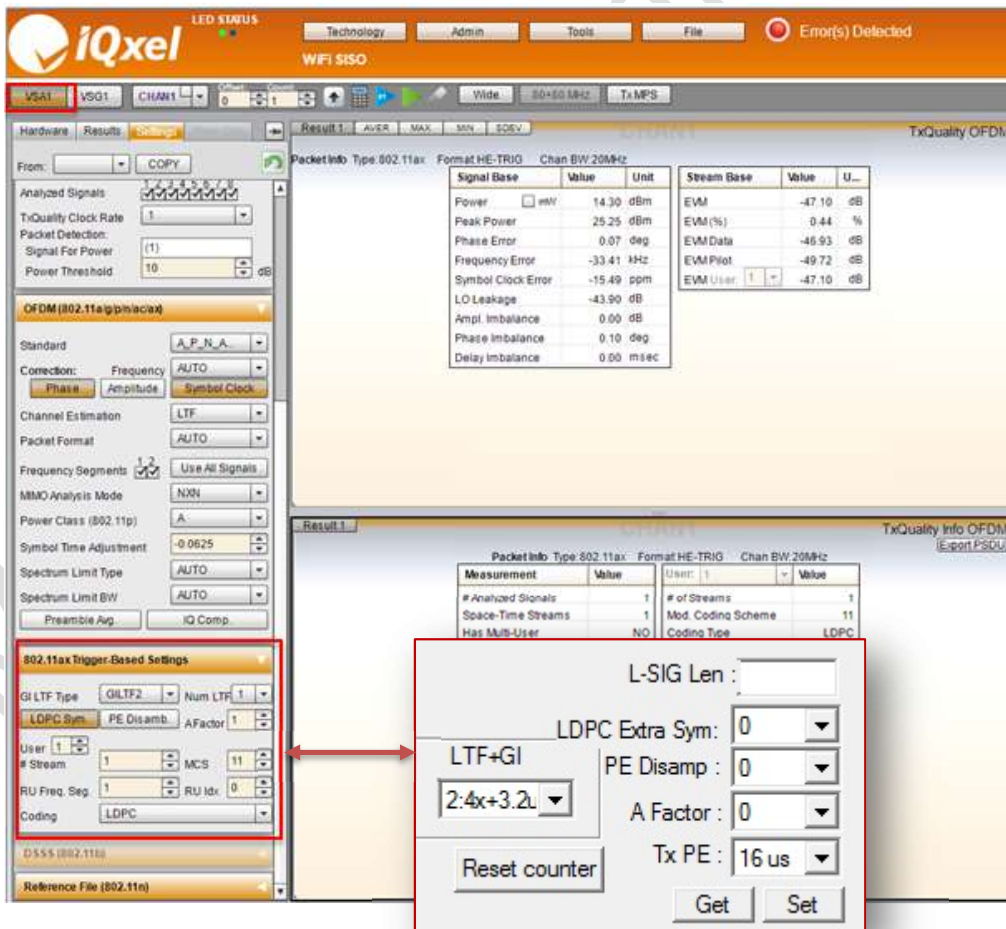 iQxel
LED STATUS
Technology Admin Tools File Error(s) Detected
WiFi SISO
VSA1 VSG1 CHAN1 0 1 Wide 80+80 MHz Tx MPS
Hardware Results Settings
From: COPY
Analyzed Signals 1 2 3 4 5 6 7 8
TxQuality Clock Rate 1
Packet Detection:
Signal For Power (1)
Power Threshold 10 dB
OFDM (802.11a/g/p/n/ac/ax)
Standard A_P_N_A...
Correction: Frequency AUTO
Phase Amplitude Symbol Clock
Channel Estimation LTF
Packet Format AUTO
Frequency Segments 1 2 Use All Signals
MIMO Analysis Mode NXN
Power Class (802.11p) A
Symbol Time Adjustment -0.0625
Spectrum Limit Type AUTO
Spectrum Limit BW AUTO
Preamble Avg. IQ Comp.
802.11ax Trigger-Based Settings
GI LTF Type GILTF2 Num LTF 1
LDPC Sym. PE Disamb. AFactor 1
User 1
# Stream 1 MCS 11
RU Freq. Seg. 1 RU Idx. 0
Coding LDPC
DSSS (802.11b)
Reference File (802.11n)
Result 1 AVER MAX MIN SDEV CHAN1 TxQuality OFDM
Packet Info Type:802.11ax Format:HE-TRIG Chan BW:20MHz
Signal Base Value Unit
Power mW 14.30 dBm
Peak Power 25.25 dBm
Phase Error 0.07 deg
Frequency Error -33.41 kHz
Symbol Clock Error -15.49 ppm
LO Leakage -43.90 dB
Ampl. Imbalance 0.00 dB
Phase Imbalance 0.10 deg
Delay Imbalance 0.00 msec
Stream Base Value U...
EVM -47.10 dB
EVM (%) 0.44 %
EVM Data -46.93 dB
EVM Pilot -49.72 dB
EVM User: 1 -47.10 dB
Result 1 CHAN1 TxQuality Info OFDM
Export PSDU
Packet Info Type:802.11ax Format:HE-TRIG Chan BW:20MHz
Measurement Value User: 1 Value
# Analyzed Signals 1 # of Streams 1
Space-Time Streams 1 Mod. Coding Scheme 11
Has Multi-User NO Coding Type LDPC
L-SIG Len :
LDPC Extra Sym: 0
LTF+GI PE Disamp : 0
2:4x+3.2u A Factor : 0
Reset counter Tx PE : 16 us
Get Set